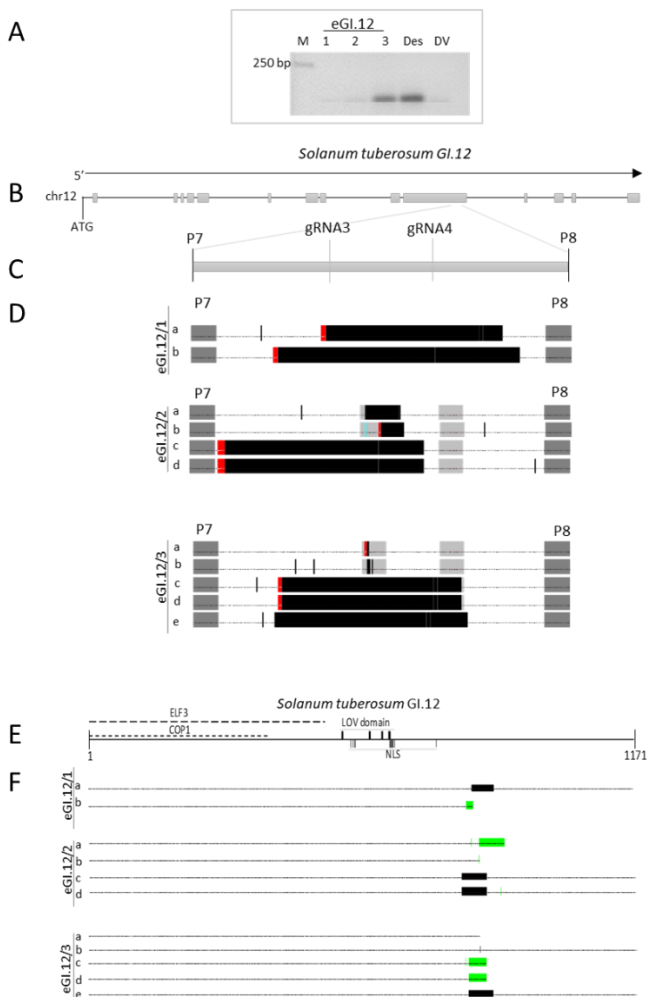 A
eGI.12
M 1 2 3 Des DV
250 bp
Solanum tuberosum GI.12
5'
B
chr12
ATG
P7 gRNA3 gRNA4 P8
C
D
P7 P8
eGI.12/1
a
b
P7 P8
eGI.12/2
a
b
c
d
P7 P8
eGI.12/3
a
b
c
d
e
Solanum tuberosum GI.12
ELF3
LOV domain
COP1
E
NLS
1 1171
F
eGI.12/1
a
b
eGI.12/2
a
b
c
d
eGI.12/3
a
b
c
d
e